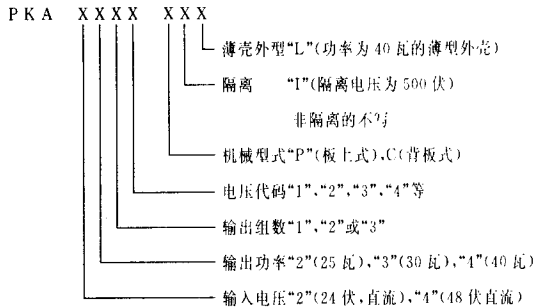 PKA XXXX XXX
薄壳外型“L”(功率为40瓦的薄型外壳)
隔离 “I”(隔离电压为500伏)
非隔离的不写
机械型式“P”(板上式),C(背板式)
电压代码“1”、“2”、“3”、“4”等
输出组数“1”、“2”或“3”
输出功率“2”(25瓦),“3”(30瓦),“4”(40瓦)
输入电压“2”(24伏,直流),“4”(48伏直流)